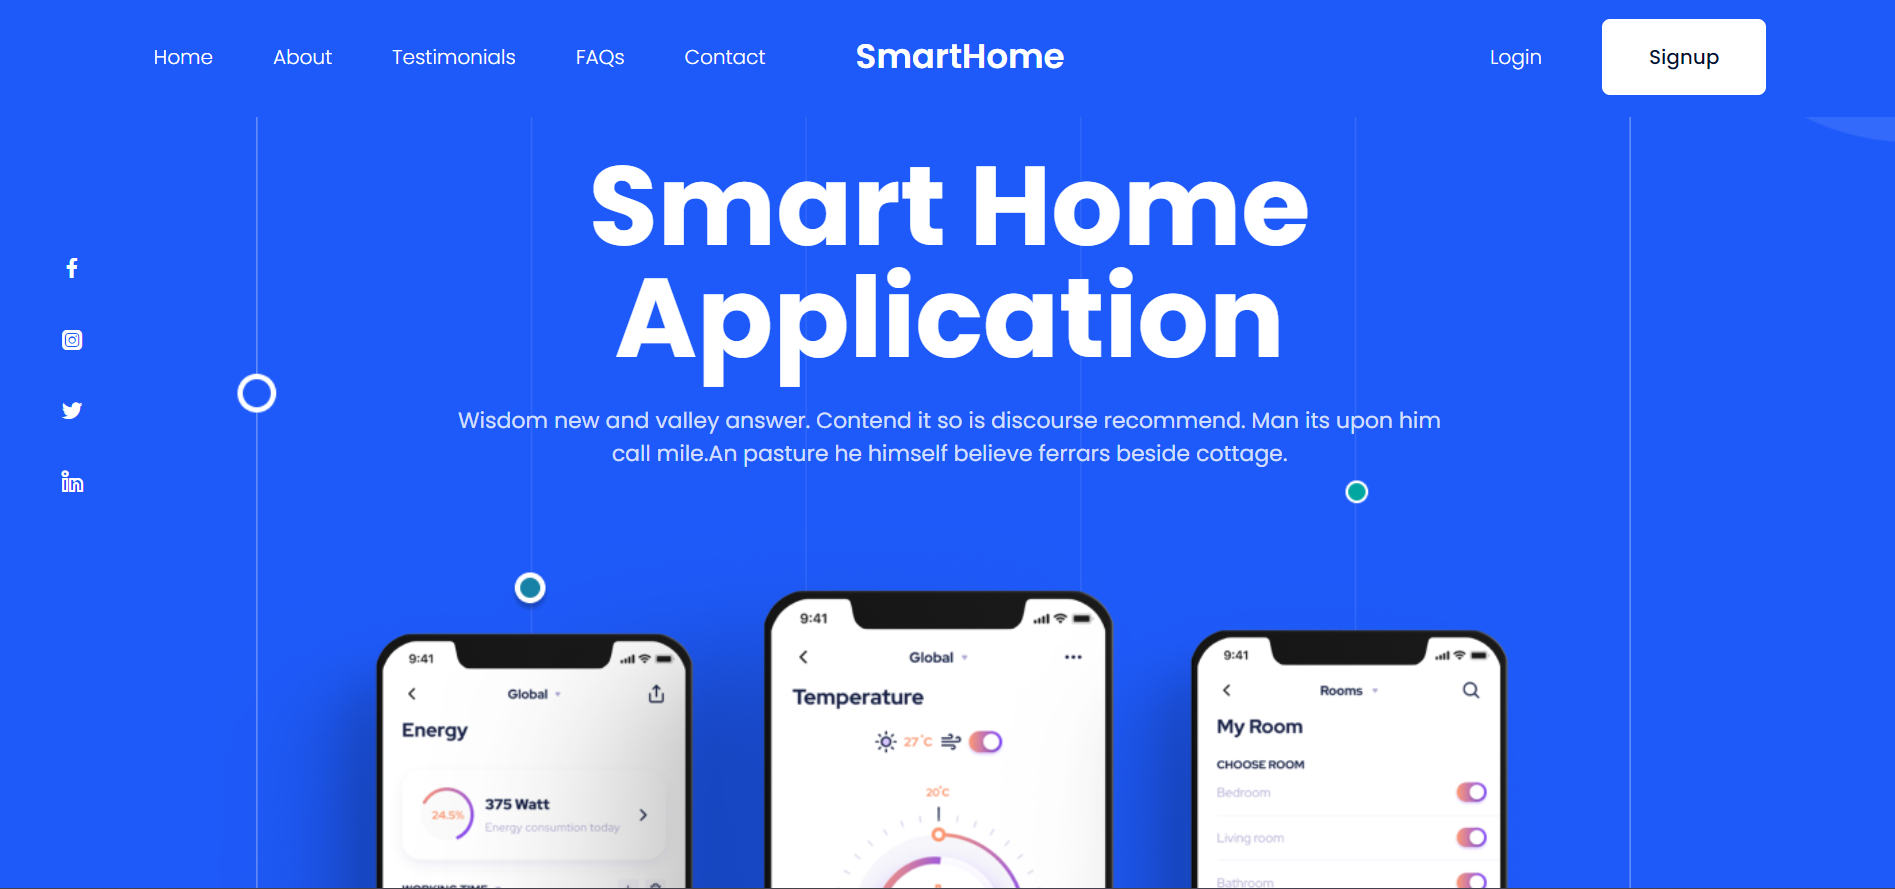 Home About Testimonials FAQs Contact SmartHome Login Signup
Smart Home
Application
Wisdom new and valley answer. Contend it so is discourse recommend. Man its upon him
call mile.An pasture he himself believe ferrars beside cottage.
9:41
Global
Energy
24.5%
375 Watt
Energy consumtion today
WORKING TIME
9:41
Global
Temperature
27°C
20°C
9:41
Rooms
My Room
CHOOSE ROOM
Bedroom
Living room
Bathroom